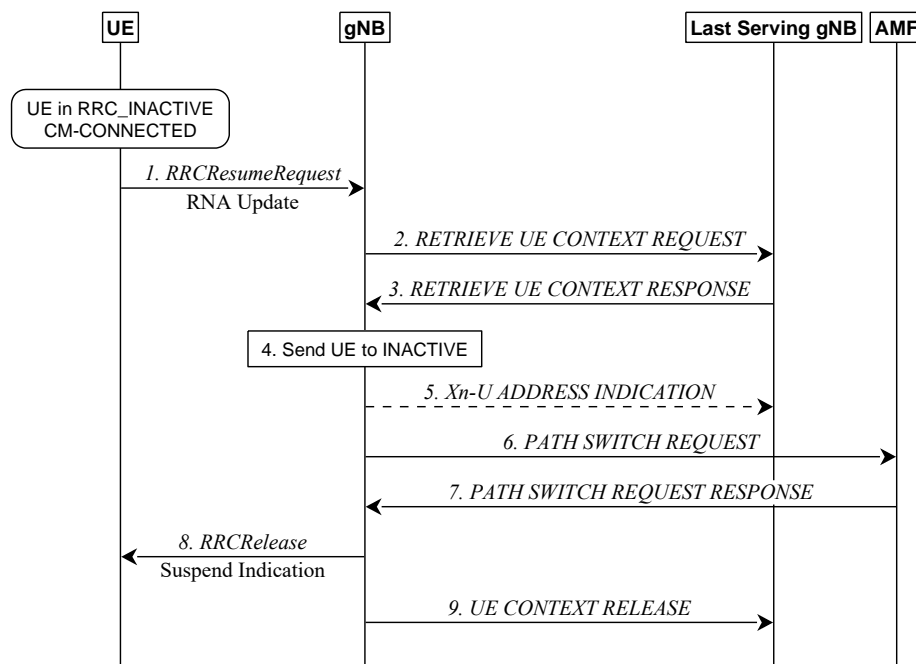 UE
gNB
Last Serving gNB
AMF
UE in RRC_INACTIVE
CM-CONNECTED
1. RRCResumeRequest
RNA Update
2. RETRIEVE UE CONTEXT REQUEST
3. RETRIEVE UE CONTEXT RESPONSE
4. Send UE to INACTIVE
5. Xn-U ADDRESS INDICATION
6. PATH SWITCH REQUEST
7. PATH SWITCH REQUEST RESPONSE
8. RRCRelease
Suspend Indication
9. UE CONTEXT RELEASE